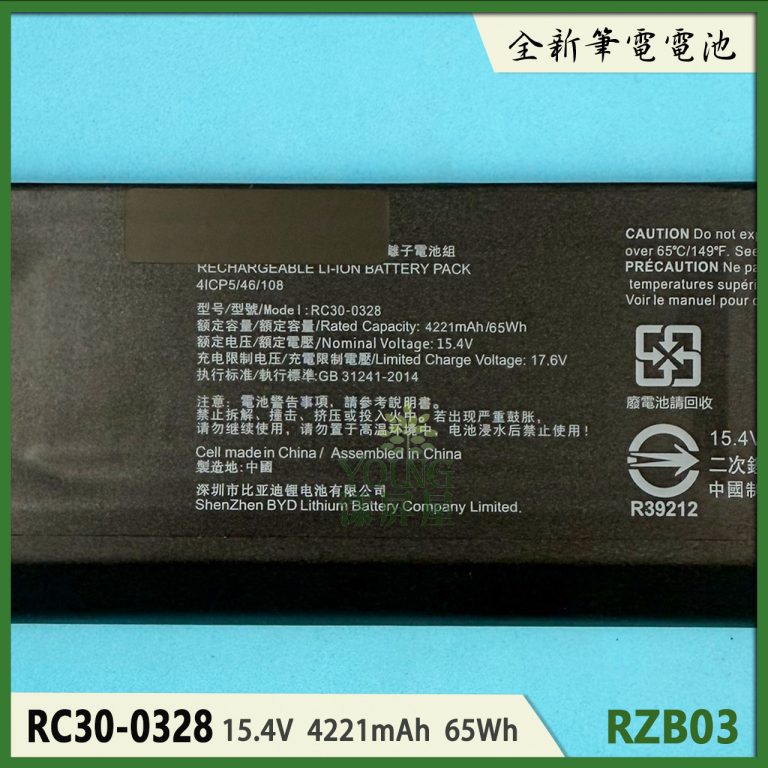 全新筆電電池
離子電池組
RECHARGEABLE LI-ION BATTERY PACK
4ICP5/46/108
型号/型號/Model:RC30-0328
额定容量/額定容量/Rated Capacity: 4221mAh/65Wh
额定电压/額定電壓/Nominal Voltage: 15.4V
充电限制电压/充電限制電壓/Limited Charge Voltage: 17.6V
执行标准/執行標準:GB 31241-2014
注意：電池警告事項，請參考說明書。
禁止拆解、撞击、挤压或投入火中。若出现严重鼓胀，
请勿继续使用，请勿置于高温环境中，电池浸水后禁止使用！
Cell made in China / Assembled in China
製造地:中國
深圳市比亚迪锂电池有限公司
ShenZhen BYD Lithium Battery Company Limited.
CAUTION Do not
over 65℃/149℉. See
PRÉCAUTION Ne
températures
Voir le manuel pour
廢電池請回收
15.4V
二次
中國
R39212
YOUNG
屏屋
RC30-0328 15.4V 4221mAh 65Wh
RZB03